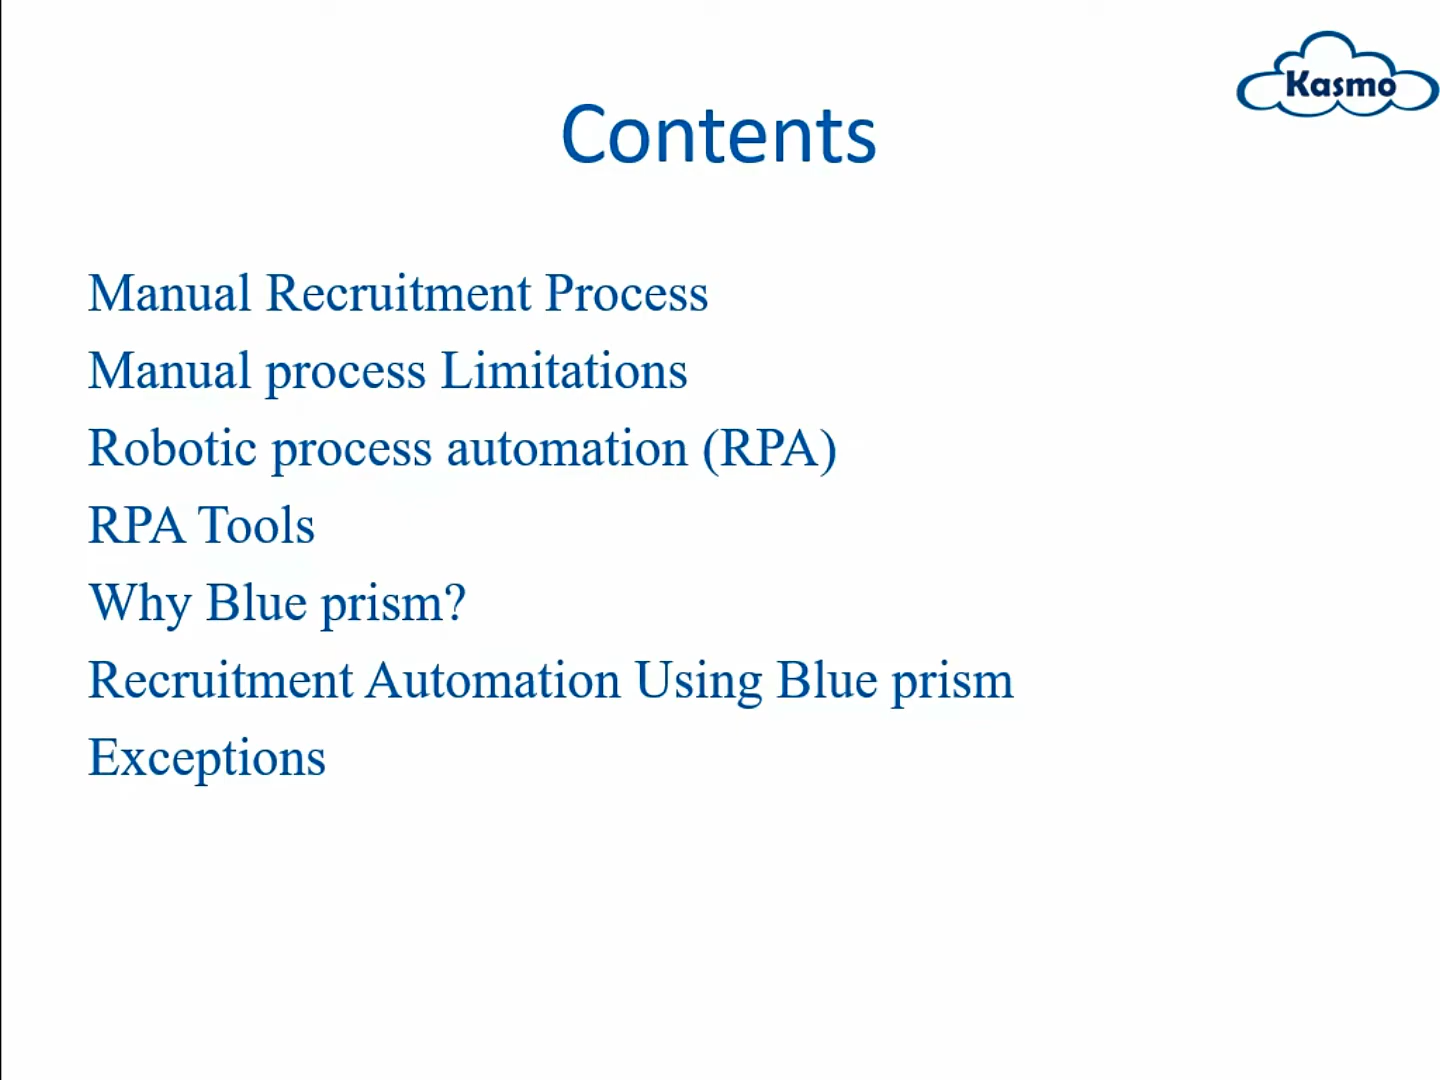 Kasmo
Contents
Manual Recruitment Process
Manual process Limitations
Robotic process automation (RPA)
RPA Tools
Why Blue prism?
Recruitment Automation Using Blue prism
Exceptions